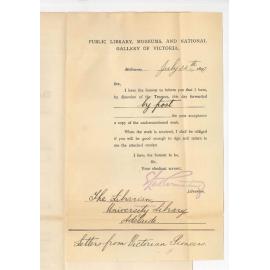 PUBLIC LIBRARY, MUSEUMS, AND NATIONAL
GALLERY OF VICTORIA,
Melbourne, July
Sir,
I have the honour to inform you that I have,
by direction of the Trustees, this day forwarded
by post
for your acceptance
a copy of the undermentioned work.
When the work is received, I shall be obliged
if you will be good enough to sign and return to
me the attached receipt.
I have the honour to be,
Sir,
Your obedient servant,
LIBRARIAN.
The Librarian
University Library
Adelaide
Letters from Victorian Pioneers